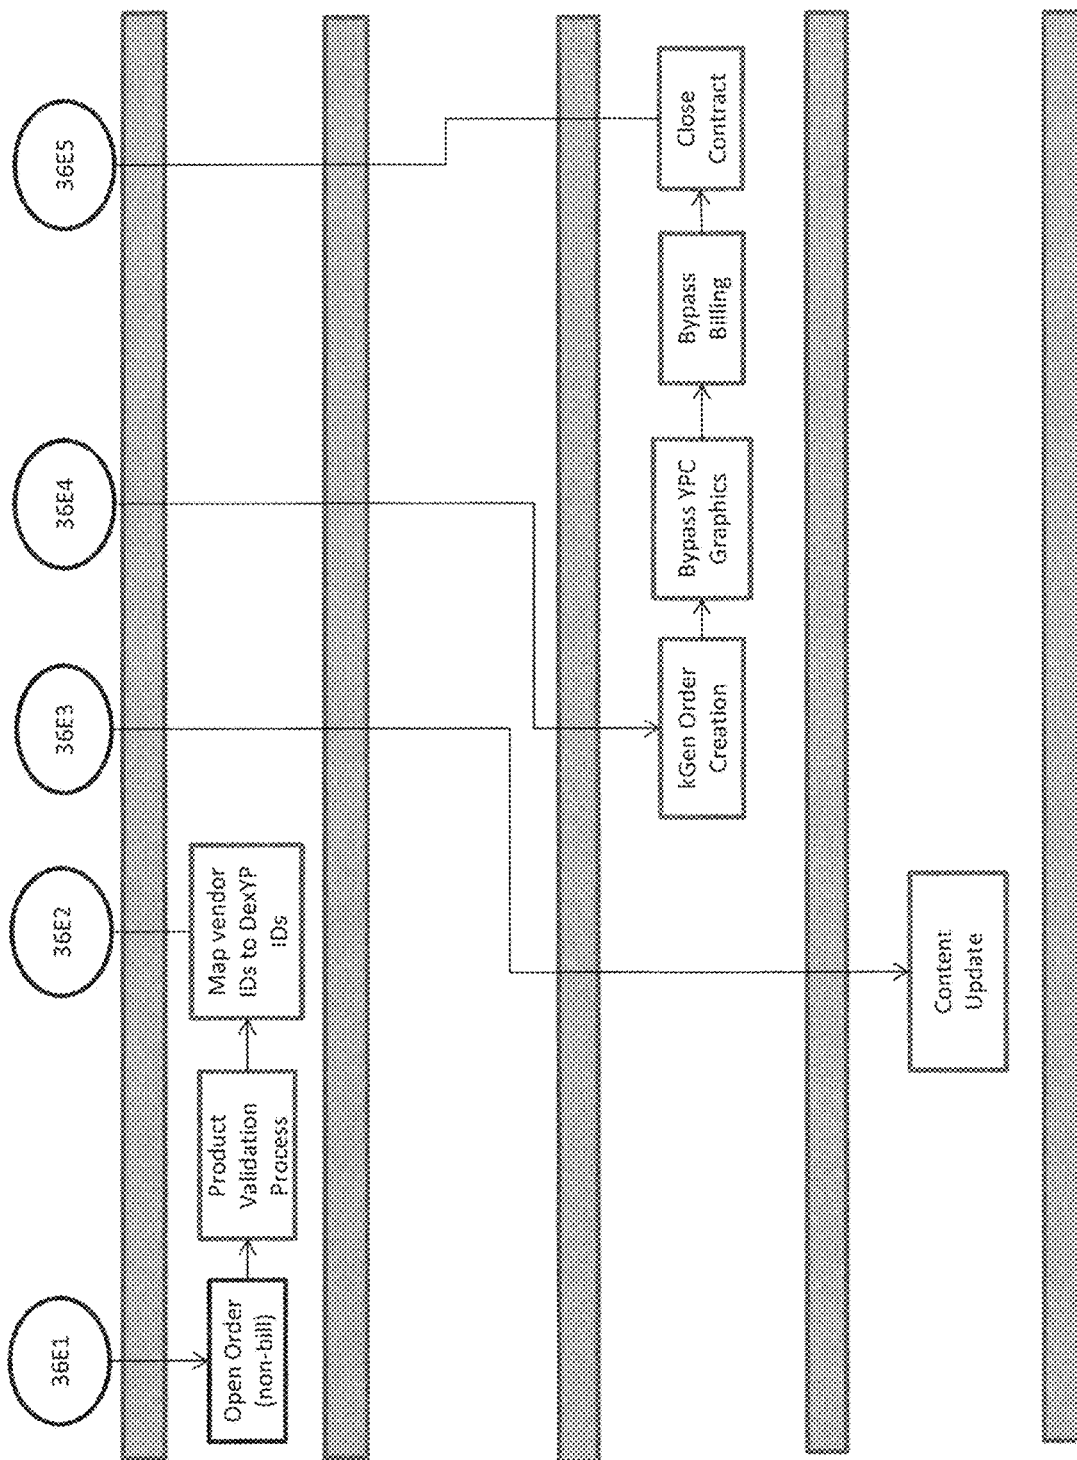 36E1
36E2
36E3
36E4
36E5
Open Order
(non-bill)
Product
Validation
Process
Map vendor
IDs to DexYP
IDs
kGen Order
Creation
Bypass YPC
Graphics
Bypass
Billing
Close
Contract
Content
Update